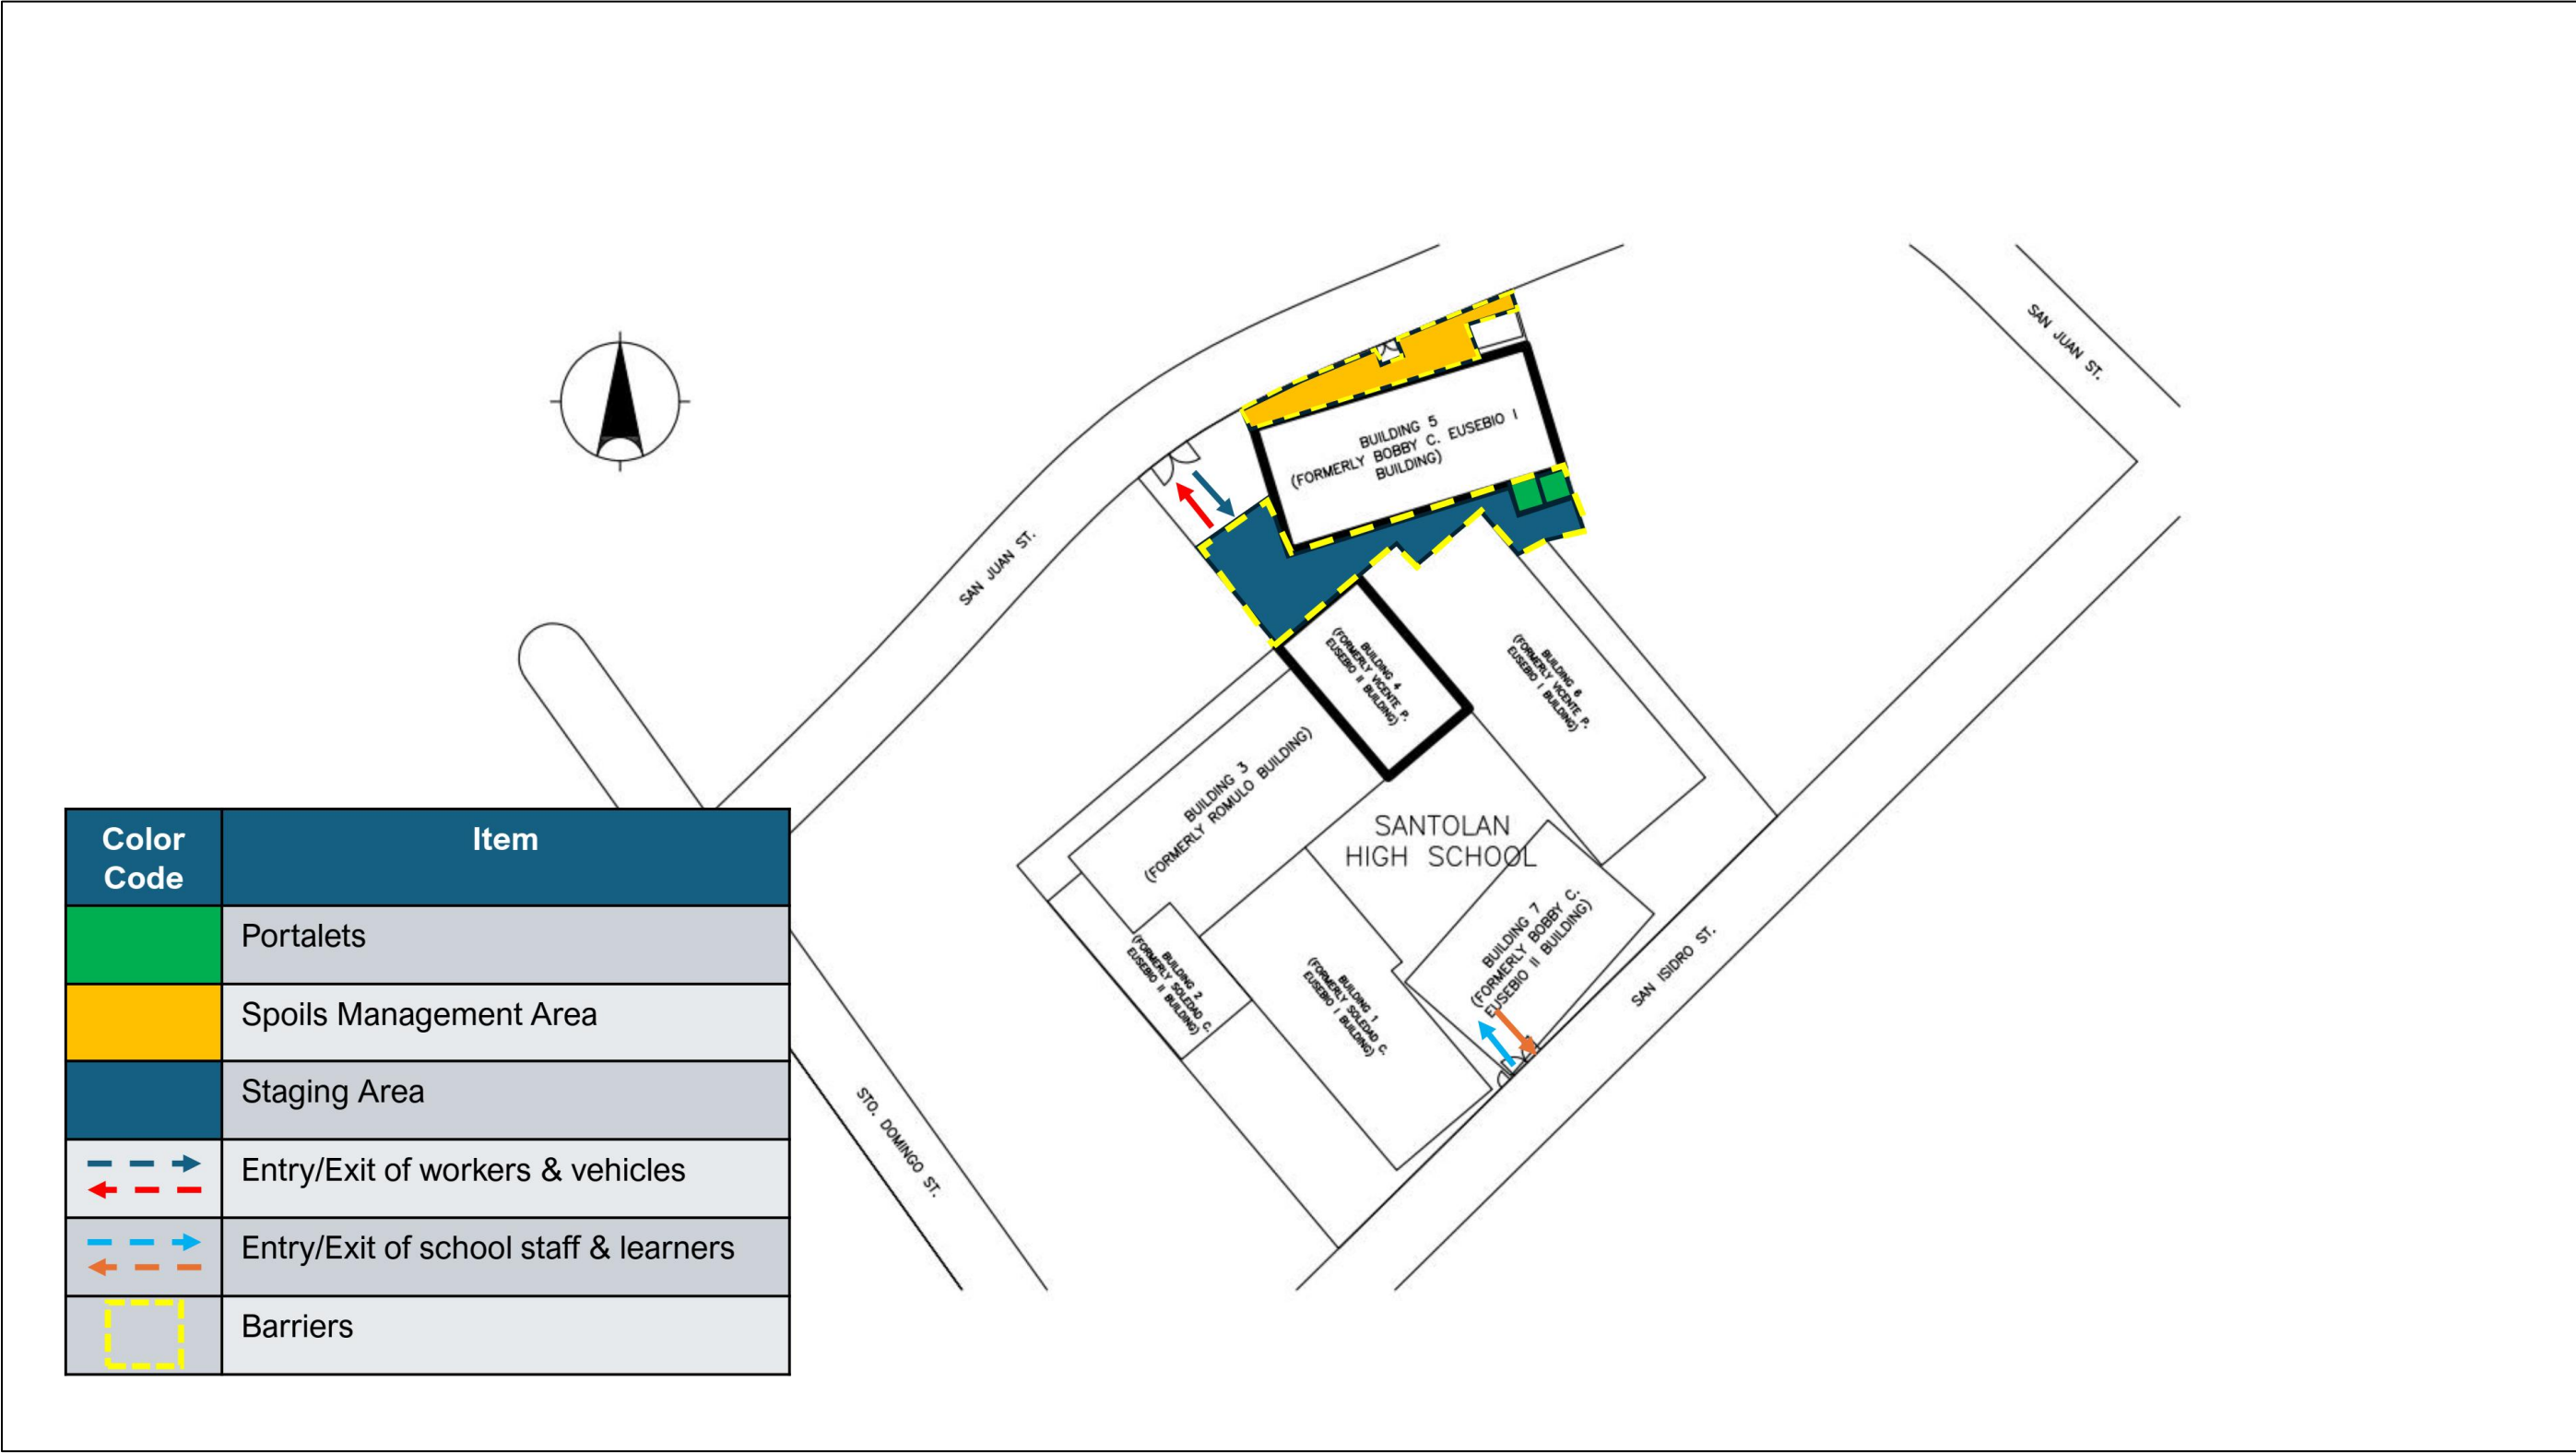 SAN JUAN ST.
BUILDING 5
(FORMERLY BOBBY C. EUSEBIO I
BUILDING)
SAN JUAN ST.
BUILDING 4
(FORMERLY VICENTE P.
EUSEBIO II BUILDING)
BUILDING 6
(FORMERLY VICENTE P.
EUSEBIO I BUILDING)
BUILDING 3
(FORMERLY ROMULO BUILDING)
SANTOLAN
HIGH SCHOOL
BUILDING 7
(FORMERLY BOBBY C.
EUSEBIO II BUILDING)
BUILDING 2
(FORMERLY SOLEDAD C.
EUSEBIO II BUILDING)
BUILDING 1
(FORMERLY SOLEDAD C.
EUSEBIO I BUILDING)
SAN ISIDRO ST.
STO. DOMINGO ST.
Color
Code
Item
Portalets
Spoils Management Area
Staging Area
Entry/Exit of workers & vehicles
Entry/Exit of school staff & learners
Barriers